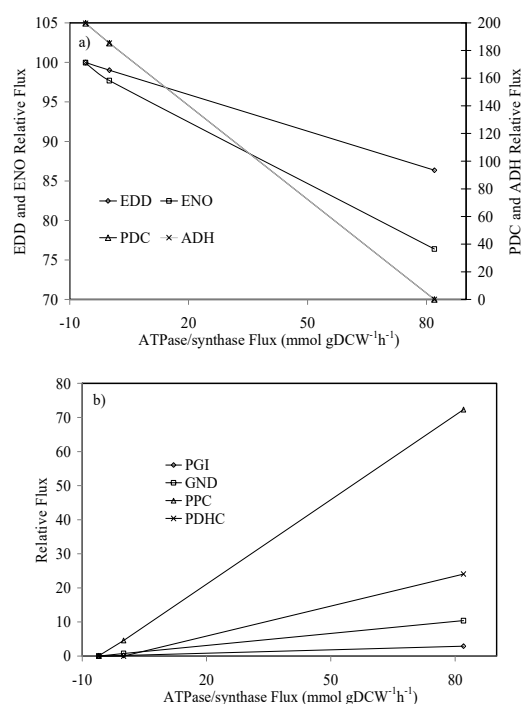 105
100
95
90
85
80
75
70
200
180
160
140
120
100
80
60
40
20
0
a)
EDD and ENO Relative Flux
PDC and ADH Relative Flux
EDD ENO
PDC ADH
-10 20 50 80
ATPase/synthase Flux (mmol gDCW⁻¹h⁻¹)
80
70
60
50
40
30
20
10
0
b)
Relative Flux
PGI
GND
PPC
PDHC
-10 20 50 80
ATPase/synthase Flux (mmol gDCW⁻¹h⁻¹)